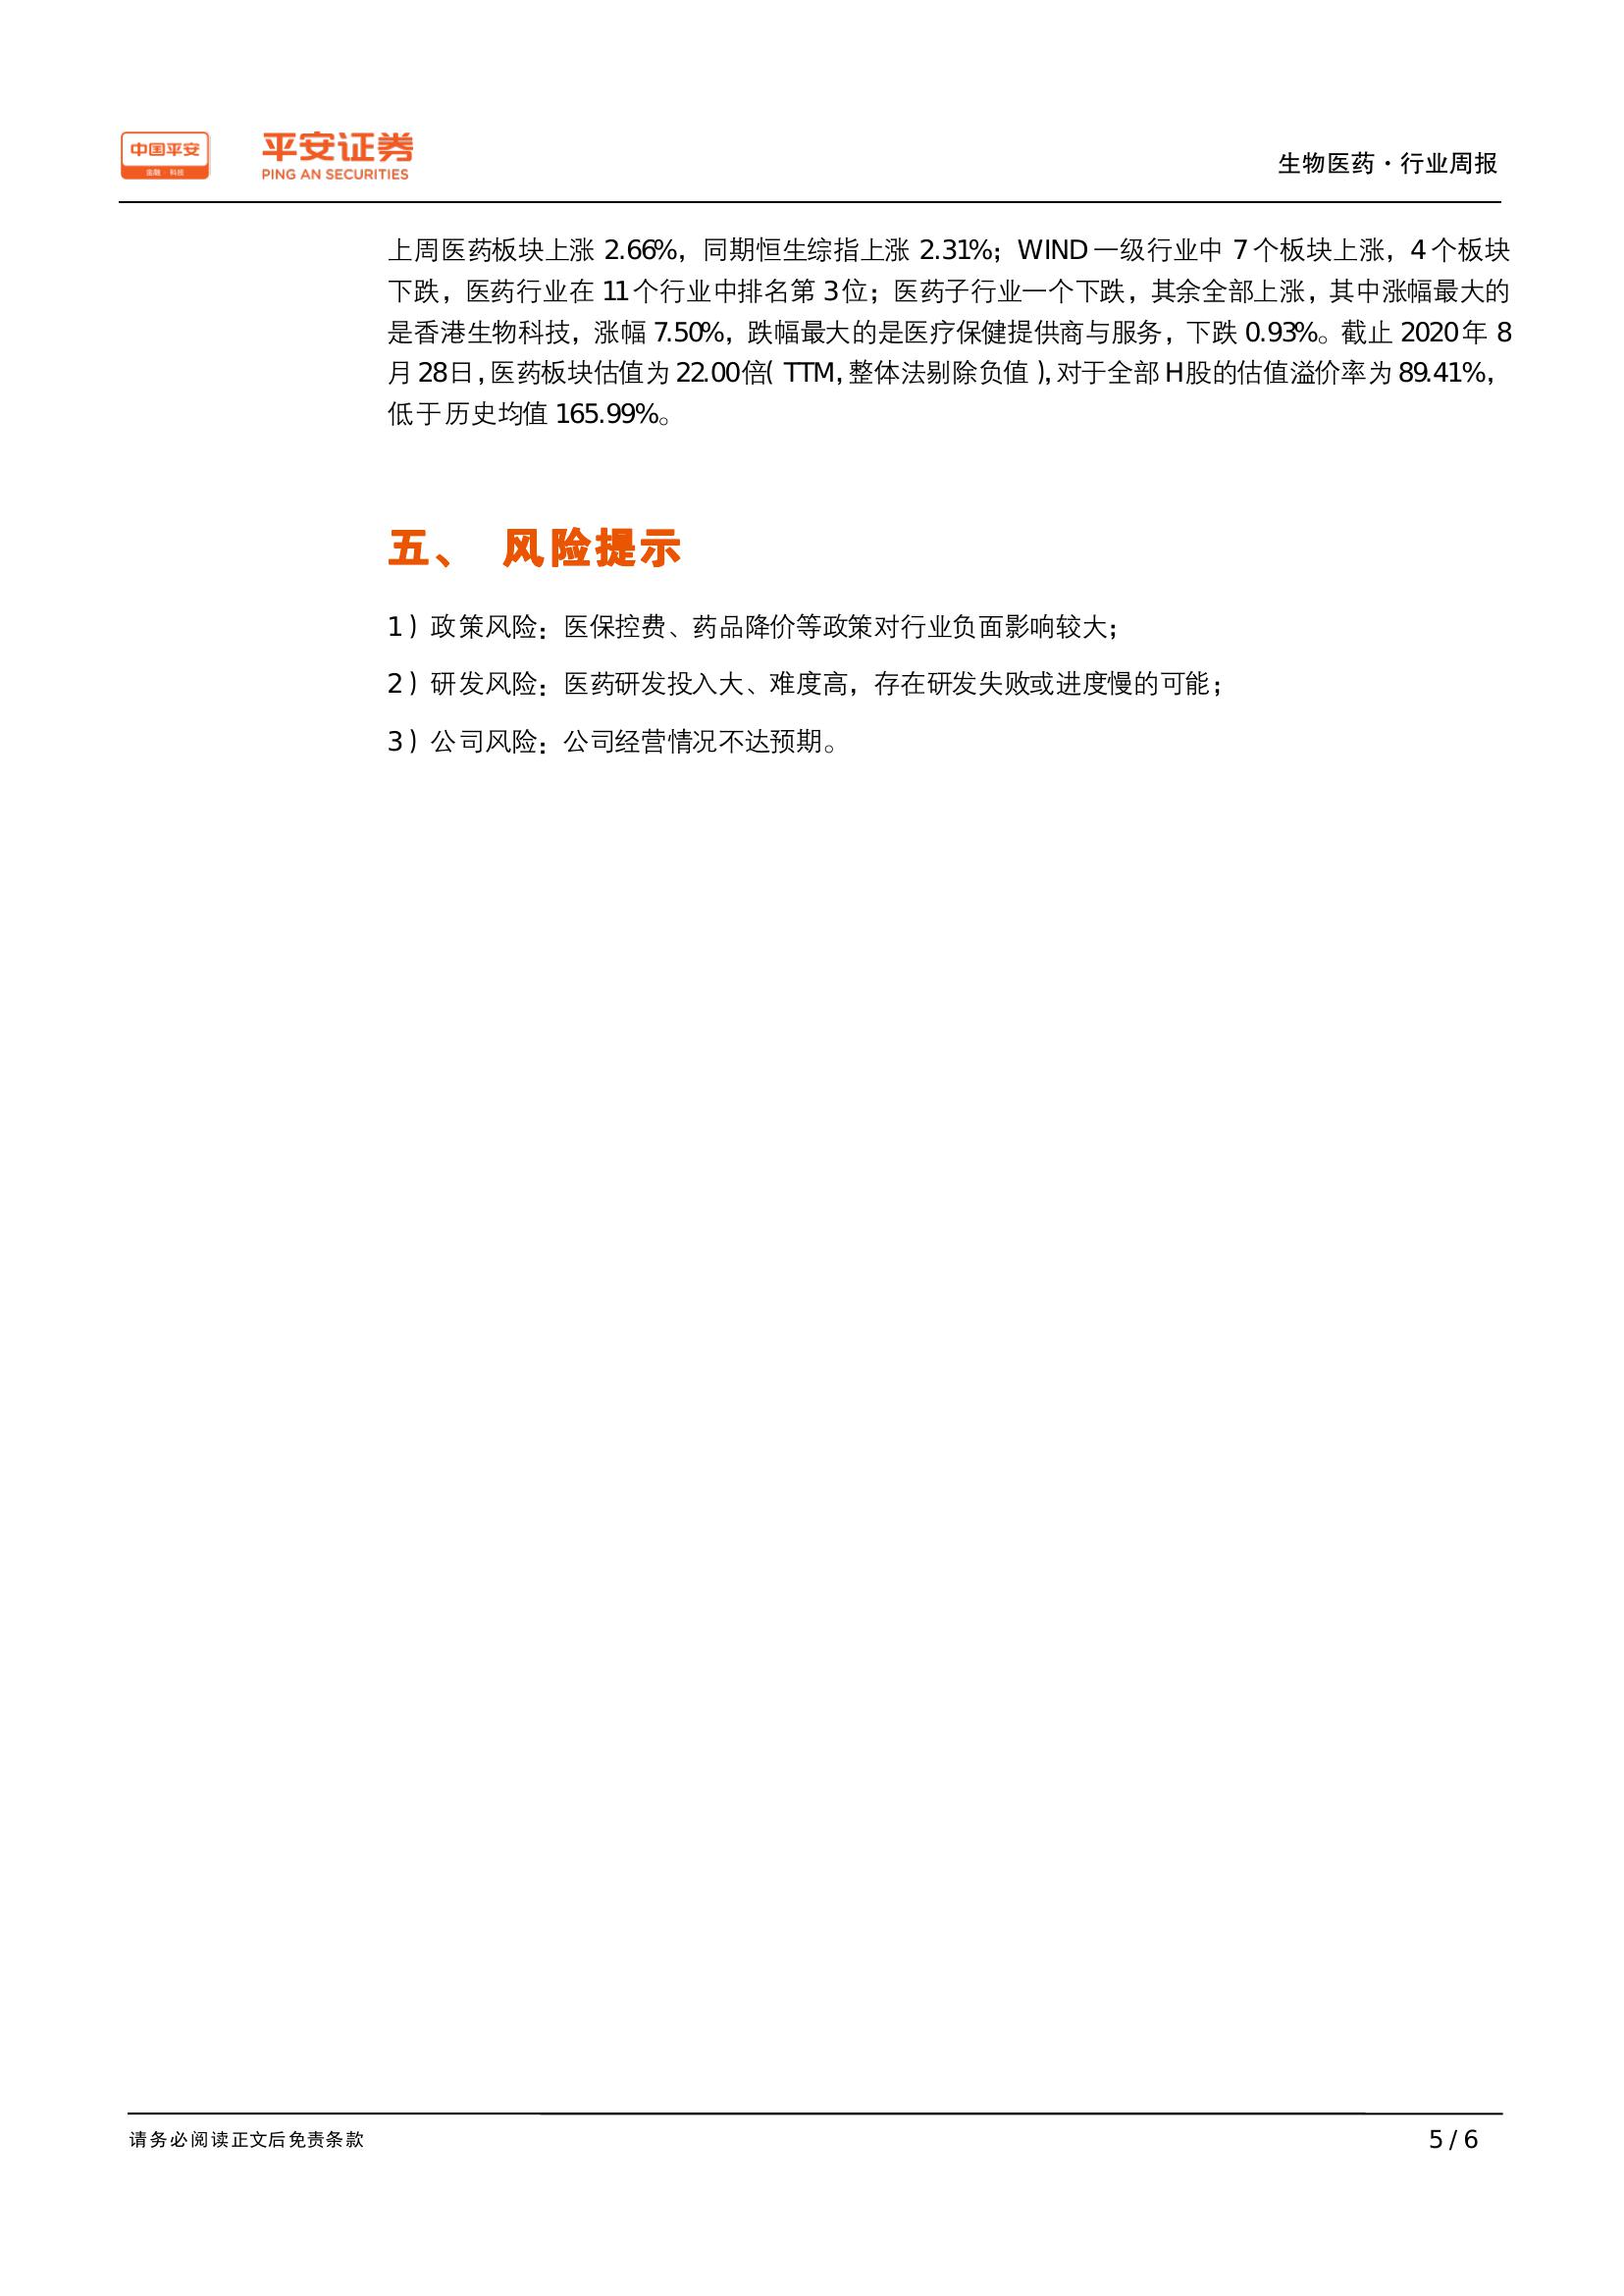 中国平安
金融·科技
平安证券
PING AN SECURITIES
生物医药·行业周报
上周医药板块上涨 2.66%，同期恒生综指上涨 2.31%；WIND 一级行业中 7 个板块上涨，4 个板块
下跌，医药行业在 11 个行业中排名第 3 位；医药子行业一个下跌，其余全部上涨，其中涨幅最大的
是香港生物科技，涨幅 7.50%，跌幅最大的是医疗保健提供商与服务，下跌 0.93%。截止 2020 年 8
月 28 日，医药板块估值为 22.00 倍（TTM，整体法剔除负值），对于全部 H 股的估值溢价率为 89.41%，
低于历史均值 165.99%。
五、 风险提示
1）政策风险：医保控费、药品降价等政策对行业负面影响较大；
2）研发风险：医药研发投入大、难度高，存在研发失败或进度慢的可能；
3）公司风险：公司经营情况不达预期。
请务必阅读正文后免责条款
5 / 6